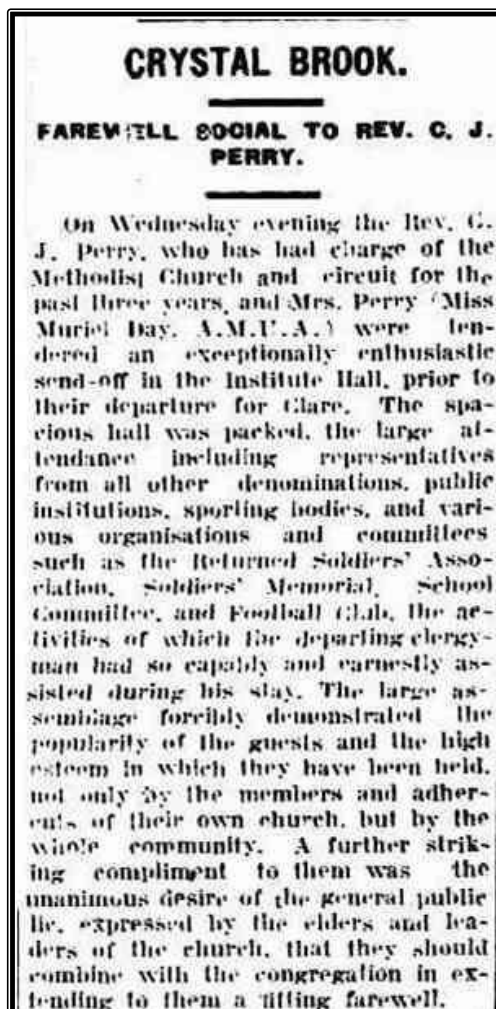 CRYSTAL BROOK.
FAREWELL SOCIAL TO REV. C. J.
PERRY.
On Wednesday evening the Rev. C.
J. Perry, who has had charge of the
Methodist Church and circuit for the
past three years, and Mrs. Perry (Miss
Muriel Day, A.M.U.A.) were ten-
dered an exceptionally enthusiastic
send-off in the Institute Hall, prior to
their departure for Clare. The spa-
cious hall was packed, the large at-
tendance including representatives
from all other denominations, public
institutions, sporting bodies, and vari-
ous organisations and committees
such as the Returned Soldiers' Asso-
ciation, Soldiers' Memorial, School
Committee, and Football Club, the ac-
tivities of which the departing clergy-
man had so capably and earnestly as-
sisted during his stay. The large as-
semblage forcibly demonstrated the
popularity of the guests and the high
esteem in which they have been held,
not only by the members and adher-
ents of their own church, but by the
whole community. A further strik-
ing compliment to them was the
unanimous desire of the general public
lic, expressed by the elders and lea-
ders of the church, that they should
combine with the congregation in ex-
tending to them a fitting farewell.